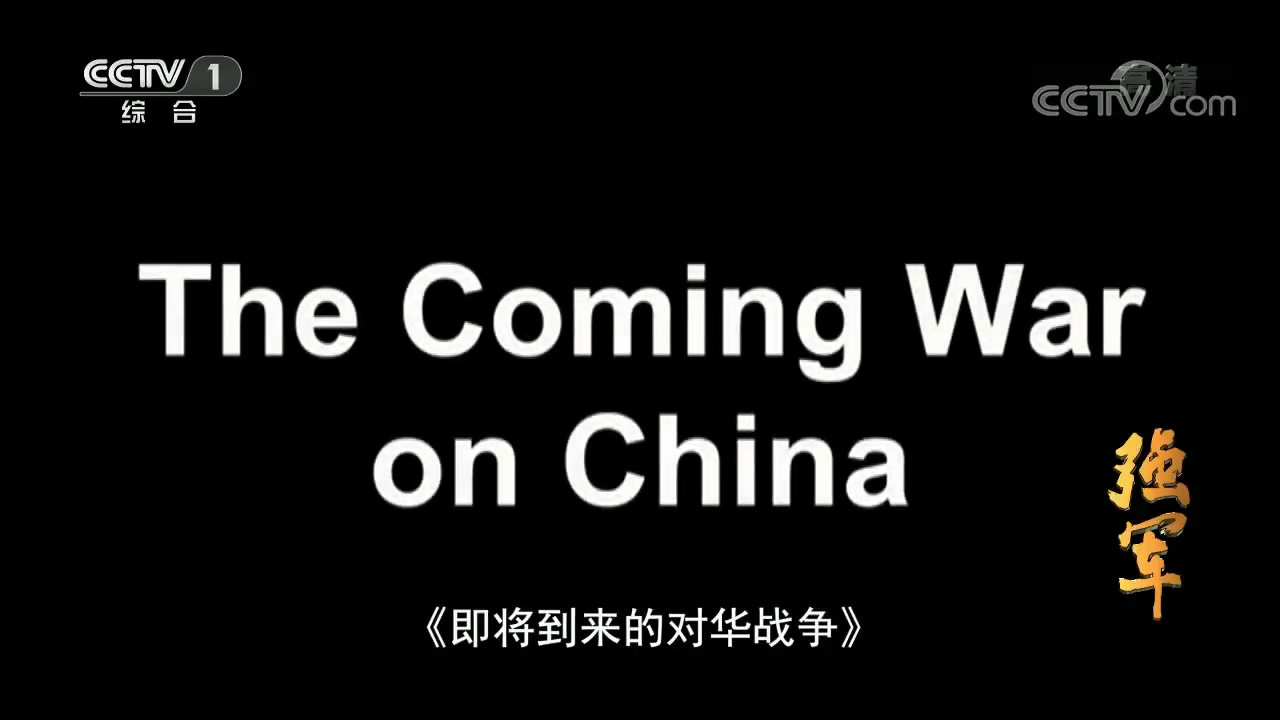 CCTV 1
综合
高清
CCTV.com
The Coming War
on China
强军
《即将到来的对华战争》